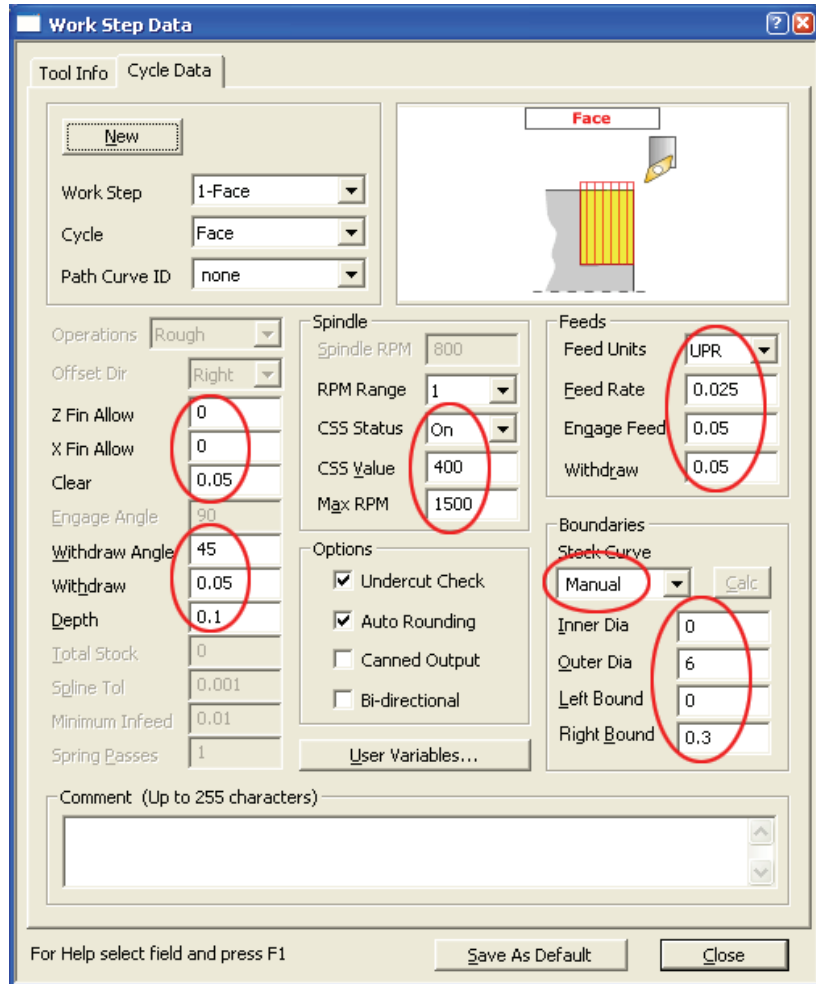 Work Step Data
Tool Info Cycle Data
New
Work Step 1-Face
Cycle Face
Path Curve ID none
Face
Operations Rough
Offset Dir Right
Z Fin Allow 0
X Fin Allow 0
Clear 0.05
Engage Angle 90
Withdraw Angle 45
Withdraw 0.05
Depth 0.1
Total Stock 0
Spline Tol 0.001
Minimum Infeed 0.01
Spring Passes 1
Spindle
Spindle RPM 800
RPM Range 1
CSS Status On
CSS Value 400
Max RPM 1500
Options
Undercut Check
Auto Rounding
Canned Output
Bi-directional
User Variables...
Feeds
Feed Units UPR
Feed Rate 0.025
Engage Feed 0.05
Withdraw 0.05
Boundaries
Stock Curve
Manual Calc
Inner Dia 0
Outer Dia 6
Left Bound 0
Right Bound 0.3
Comment (Up to 255 characters)
For Help select field and press F1 Save As Default Close